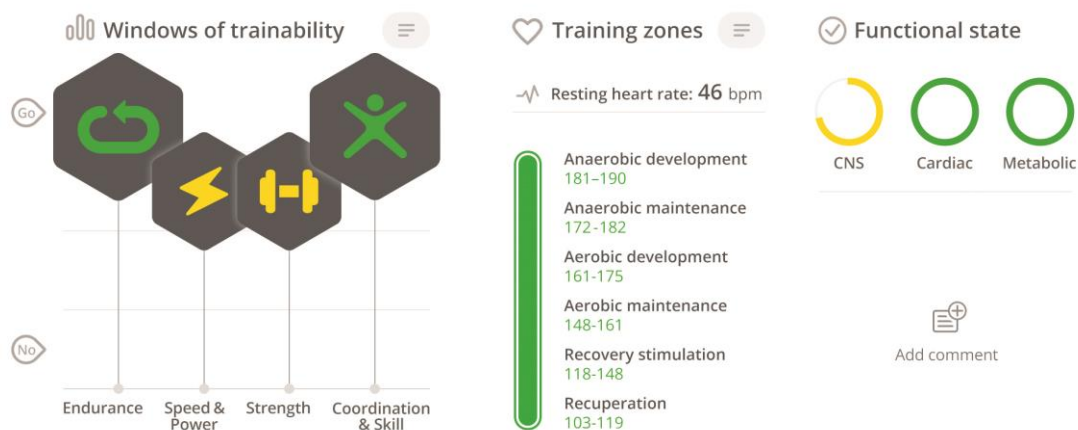 Windows of trainability
Go
No
Endurance
Speed &
Power
Strength
Coordination
& Skill
Training zones
Resting heart rate: 46 bpm
Anaerobic development
181–190
Anaerobic maintenance
172-182
Aerobic development
161-175
Aerobic maintenance
148-161
Recovery stimulation
118-148
Recuperation
103-119
Functional state
CNS
Cardiac
Metabolic
Add comment